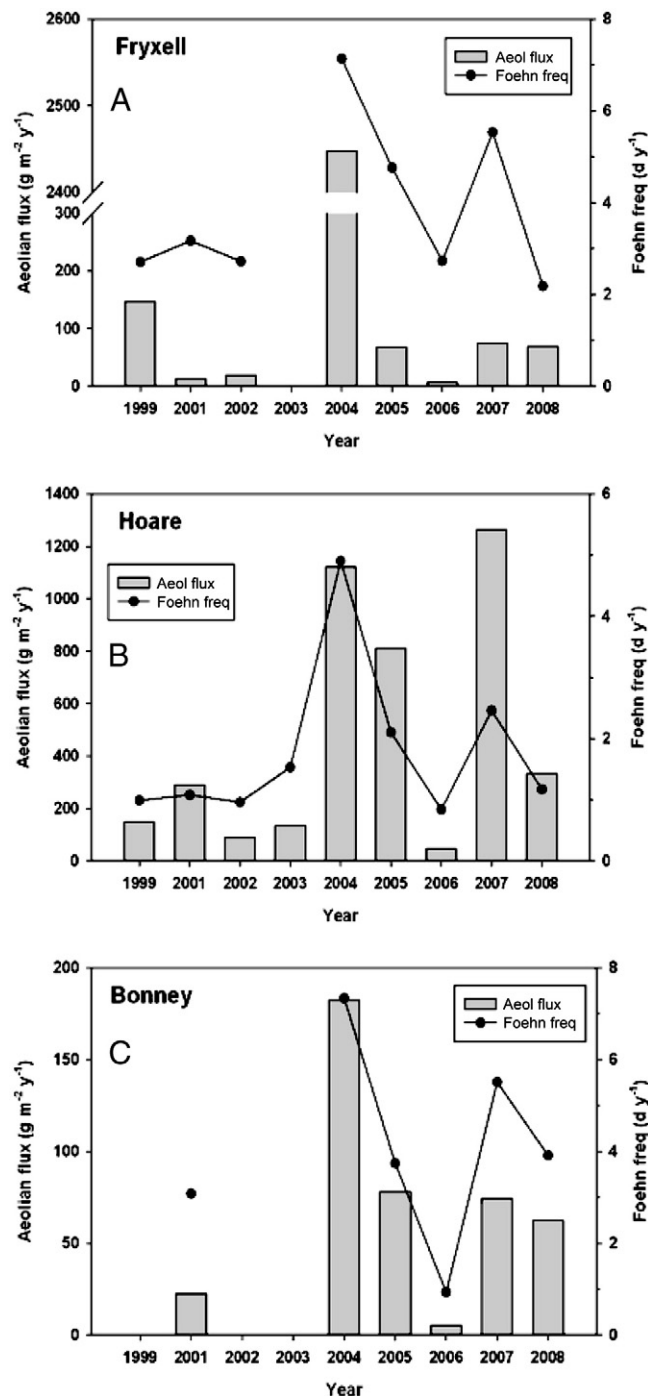 Fryxell
A
Aeol flux
Foehn freq
Aeolian flux (g m⁻² y⁻¹)
2600
2500
2400
300
200
100
0
Foehn freq (d y⁻¹)
8
6
4
2
0
1999 2001 2002 2003 2004 2005 2006 2007 2008
Year
Hoare
B
Aeol flux
Foehn freq
Aeolian flux (g m⁻² y⁻¹)
1400
1200
1000
800
600
400
200
0
Foehn freq (d y⁻¹)
6
4
2
0
1999 2001 2002 2003 2004 2005 2006 2007 2008
Year
Bonney
C
Aeol flux
Foehn freq
Aeolian flux (g m⁻² y⁻¹)
200
150
100
50
0
Foehn freq (d y⁻¹)
8
6
4
2
0
1999 2001 2002 2003 2004 2005 2006 2007 2008
Year